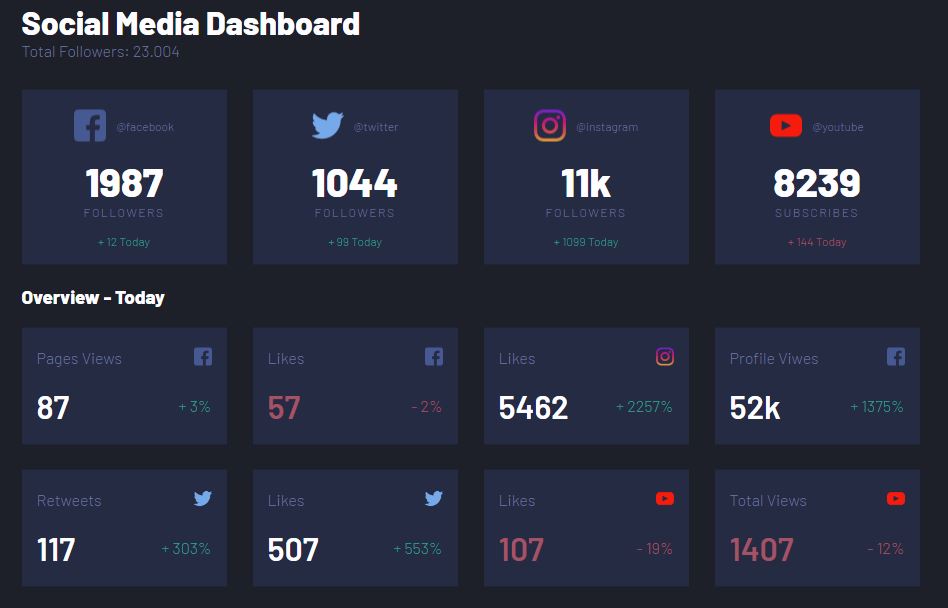 Social Media Dashboard
Total Followers: 23.004
@facebook
1987
FOLLOWERS
+ 12 Today
@twitter
1044
FOLLOWERS
+ 99 Today
@Instagram
11k
FOLLOWERS
+ 1099 Today
@youtube
8239
SUBSCRIBES
+ 144 Today
Overview - Today
Pages Views
87
+ 3%
Likes
57
- 2%
Likes
5462
+ 2257%
Profile Viwes
52k
+ 1375%
Retweets
117
+ 303%
Likes
507
+ 553%
Likes
107
- 19%
Total Views
1407
- 12%